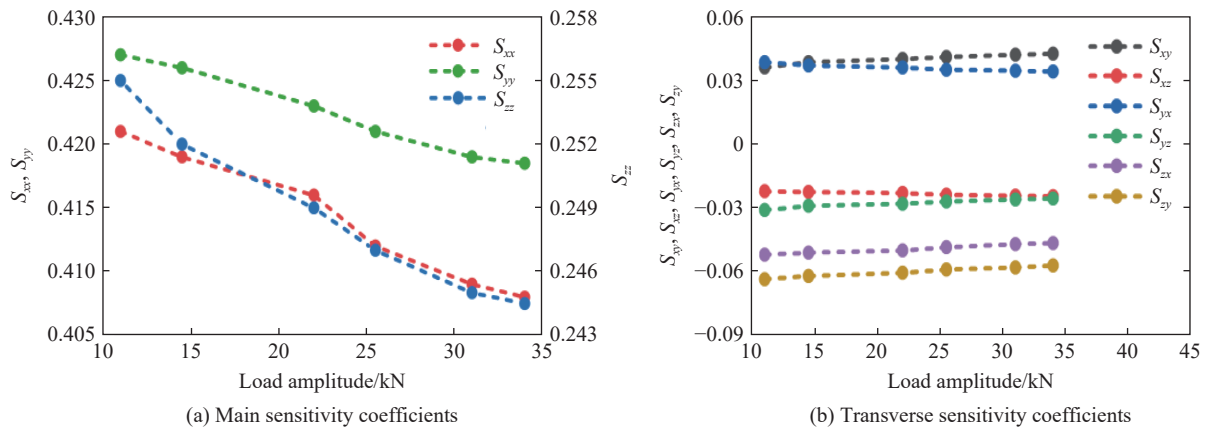 0.430
0.425
0.420
0.415
0.410
0.405
S_xx, S_yy
0.258
0.255
0.252
0.249
0.246
0.243
S_zz
S_xx
S_yy
S_zz
10 15 20 25 30 35
Load amplitude/kN
(a) Main sensitivity coefficients
0.06
0.03
0
−0.03
−0.06
−0.09
S_xy, S_xz, S_yx, S_yz, S_zx, S_zy
S_xy
S_xz
S_yx
S_yz
S_zx
S_zy
10 15 20 25 30 35 40 45
Load amplitude/kN
(b) Transverse sensitivity coefficients